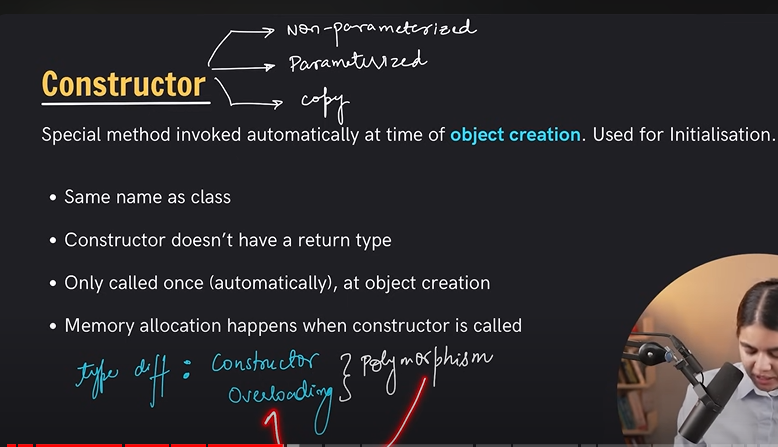 Non-parameterized
Parameterized
Constructor
copy
Special method invoked automatically at time of object creation. Used for Initialisation.
• Same name as class
• Constructor doesn't have a return type
• Only called once (automatically), at object creation
• Memory allocation happens when constructor is called
type diff : Constructor Overloading } Polymorphism